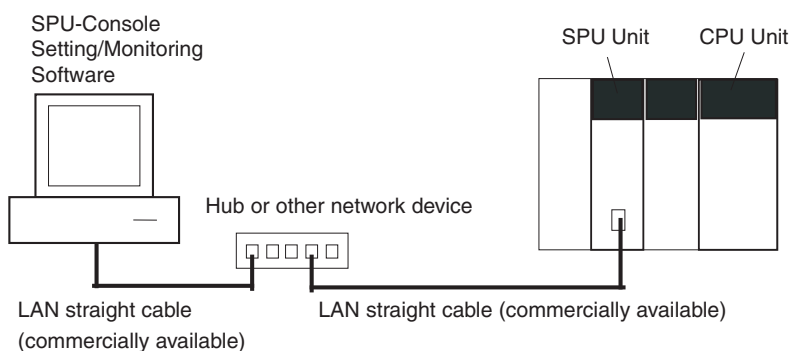 SPU-Console
Setting/Monitoring
Software
SPU Unit
CPU Unit
Hub or other network device
LAN straight cable
(commercially available)
LAN straight cable (commercially available)